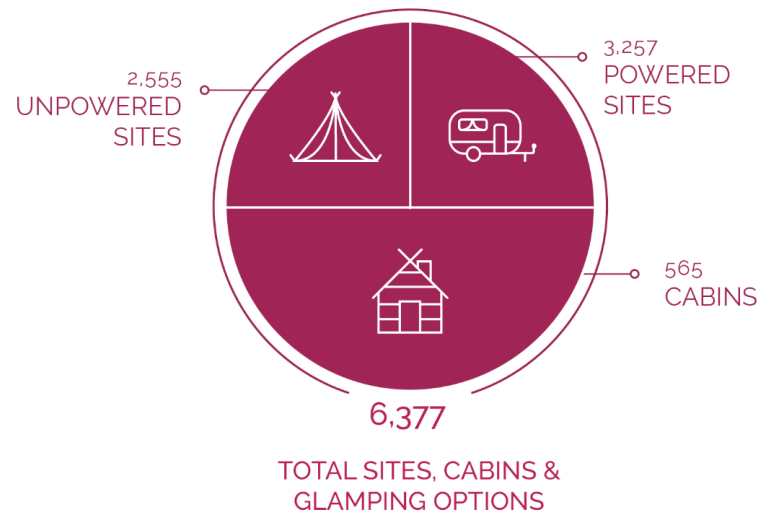 2,555
UNPOWERED
SITES
3,257
POWERED
SITES
565
CABINS
6,377
TOTAL SITES, CABINS &
GLAMPING OPTIONS